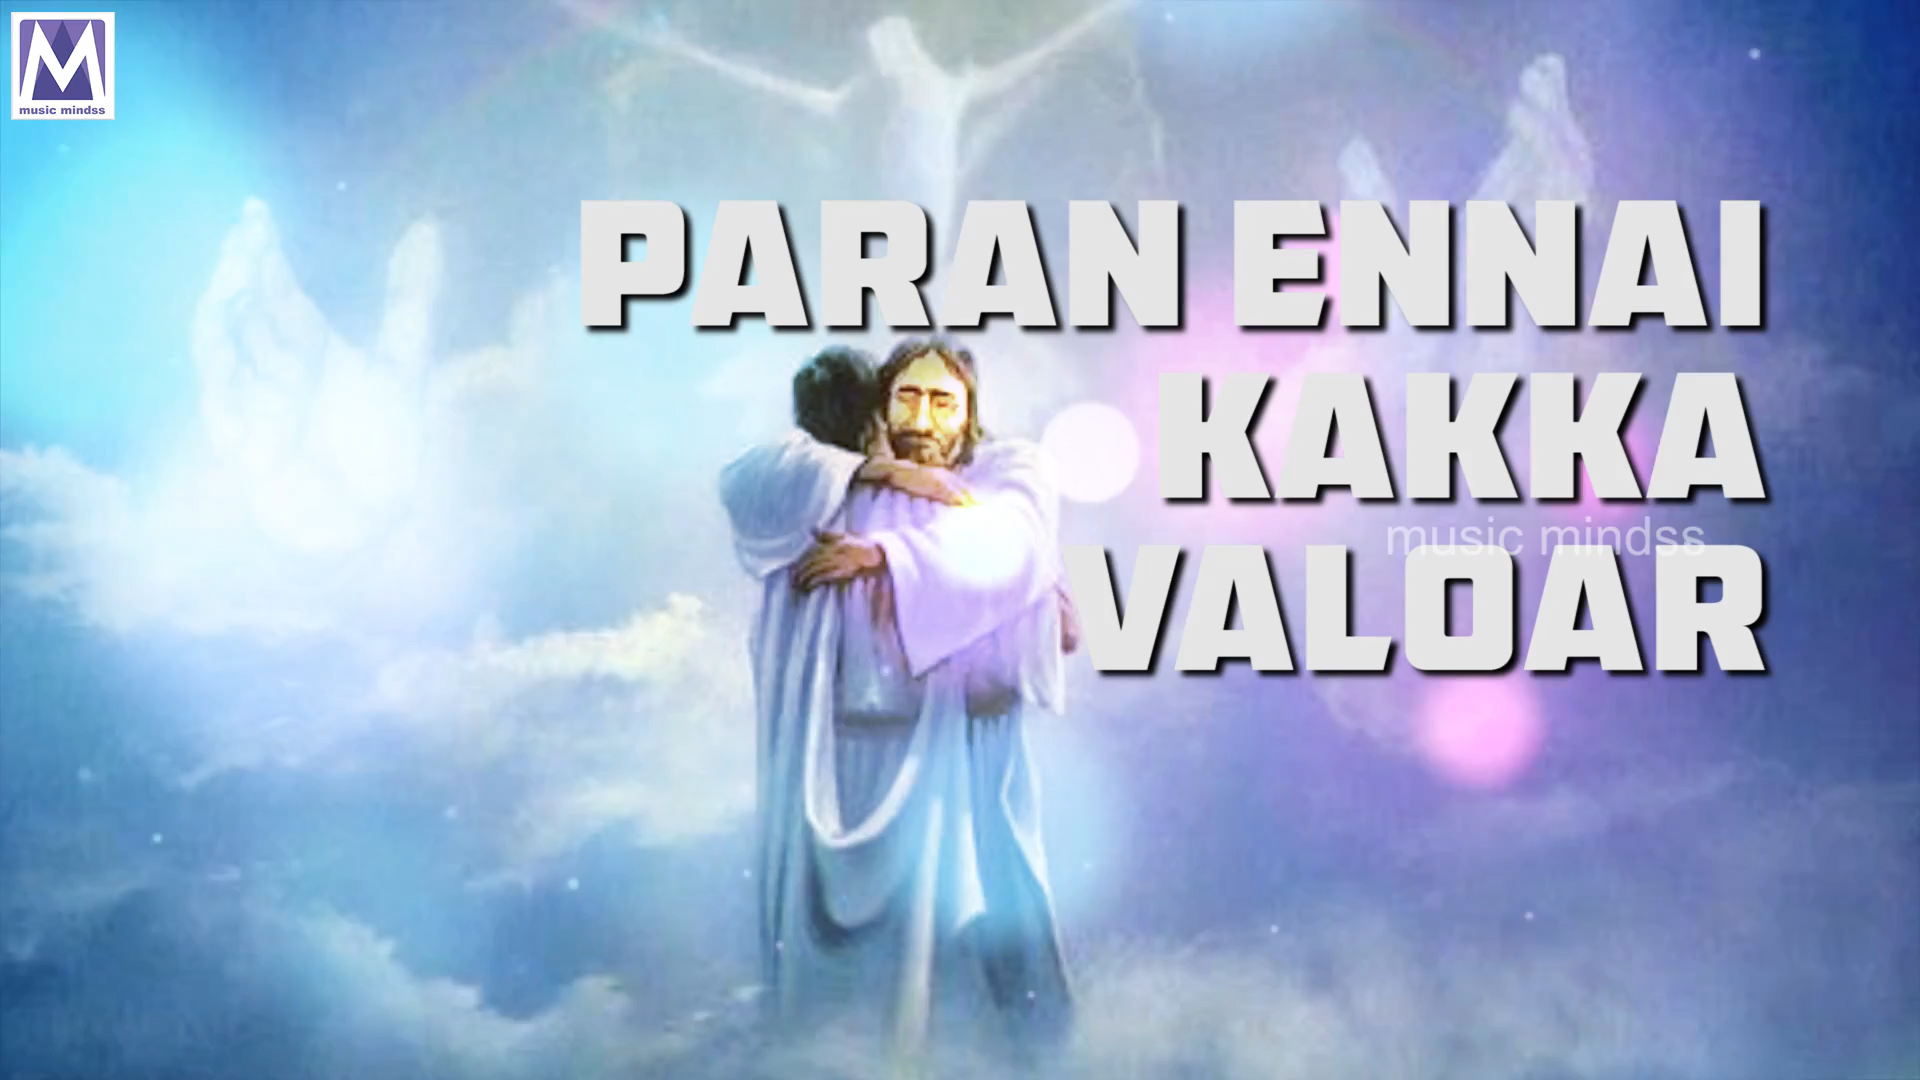 M
music mindss
PARAN ENNAI
KAKKA
music mindss
VALOAR